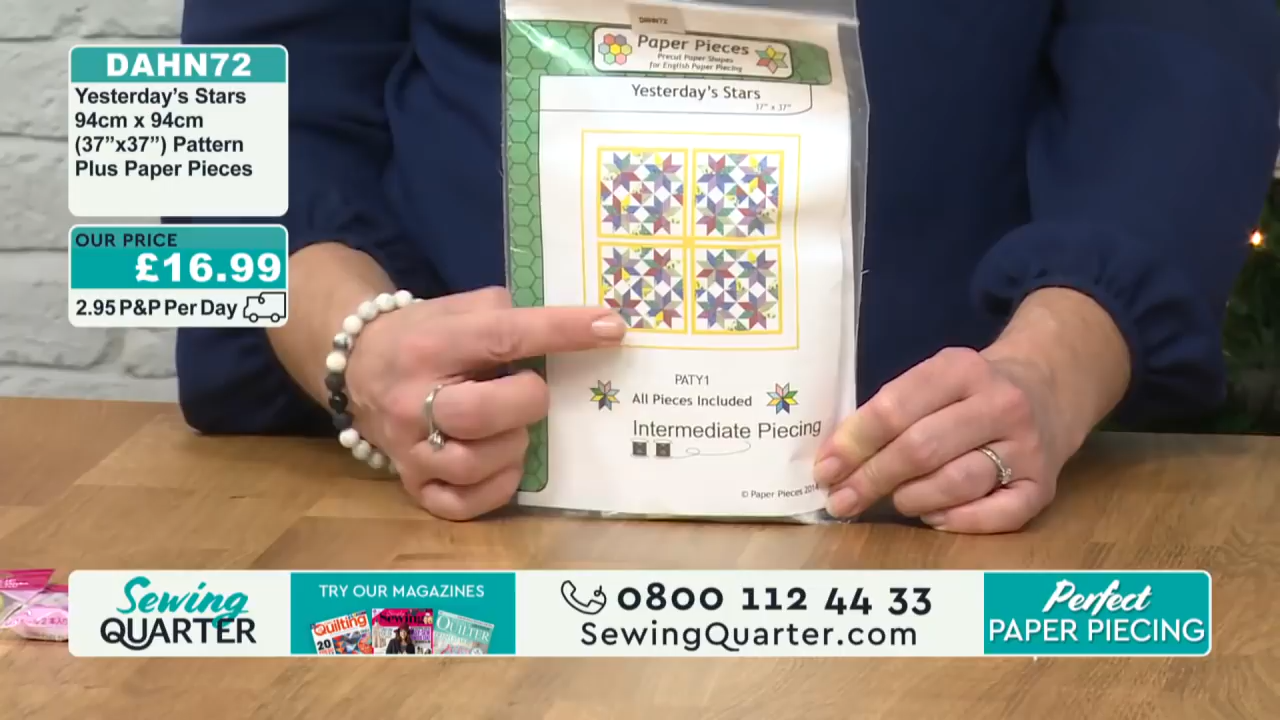 DAHN72
Yesterday's Stars
94cm x 94cm
(37"x37") Pattern
Plus Paper Pieces
OUR PRICE
£16.99
2.95 P&P Per Day
DAHN72
Paper Pieces
Precut Paper Shapes
for English Paper Piecing
Yesterday's Stars
37" x 37"
PATY1
All Pieces Included
Intermediate Piecing
© Paper Pieces 2014
Sewing
QUARTER
TRY OUR MAGAZINES
Quilting
20
Sewing
QUILTER
0800 112 44 33
SewingQuarter.com
Perfect
PAPER PIECING